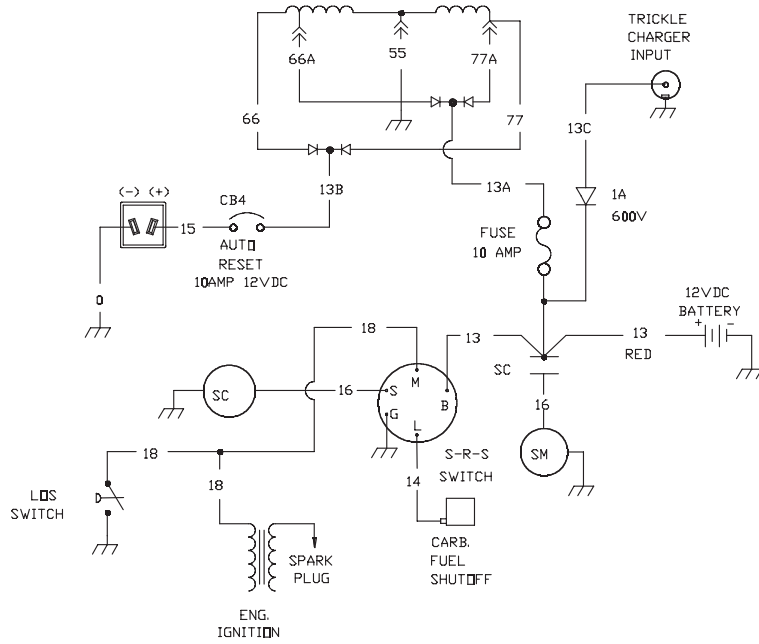 TRICKLE
CHARGER
INPUT
66A
55
77A
66
77
13C
13B
13A
1A
600V
(-) (+)
CB4
15
AUTO
RESET
10AMP 12VDC
FUSE
10 AMP
0
12VDC
BATTERY
+ -
18
13
13
RED
SC
M
SC
16
S
B
G
L
16
S-R-S
SWITCH
SM
18
18
14
LOS
SWITCH
CARB.
FUEL
SHUTOFF
SPARK
PLUG
ENG.
IGNITION